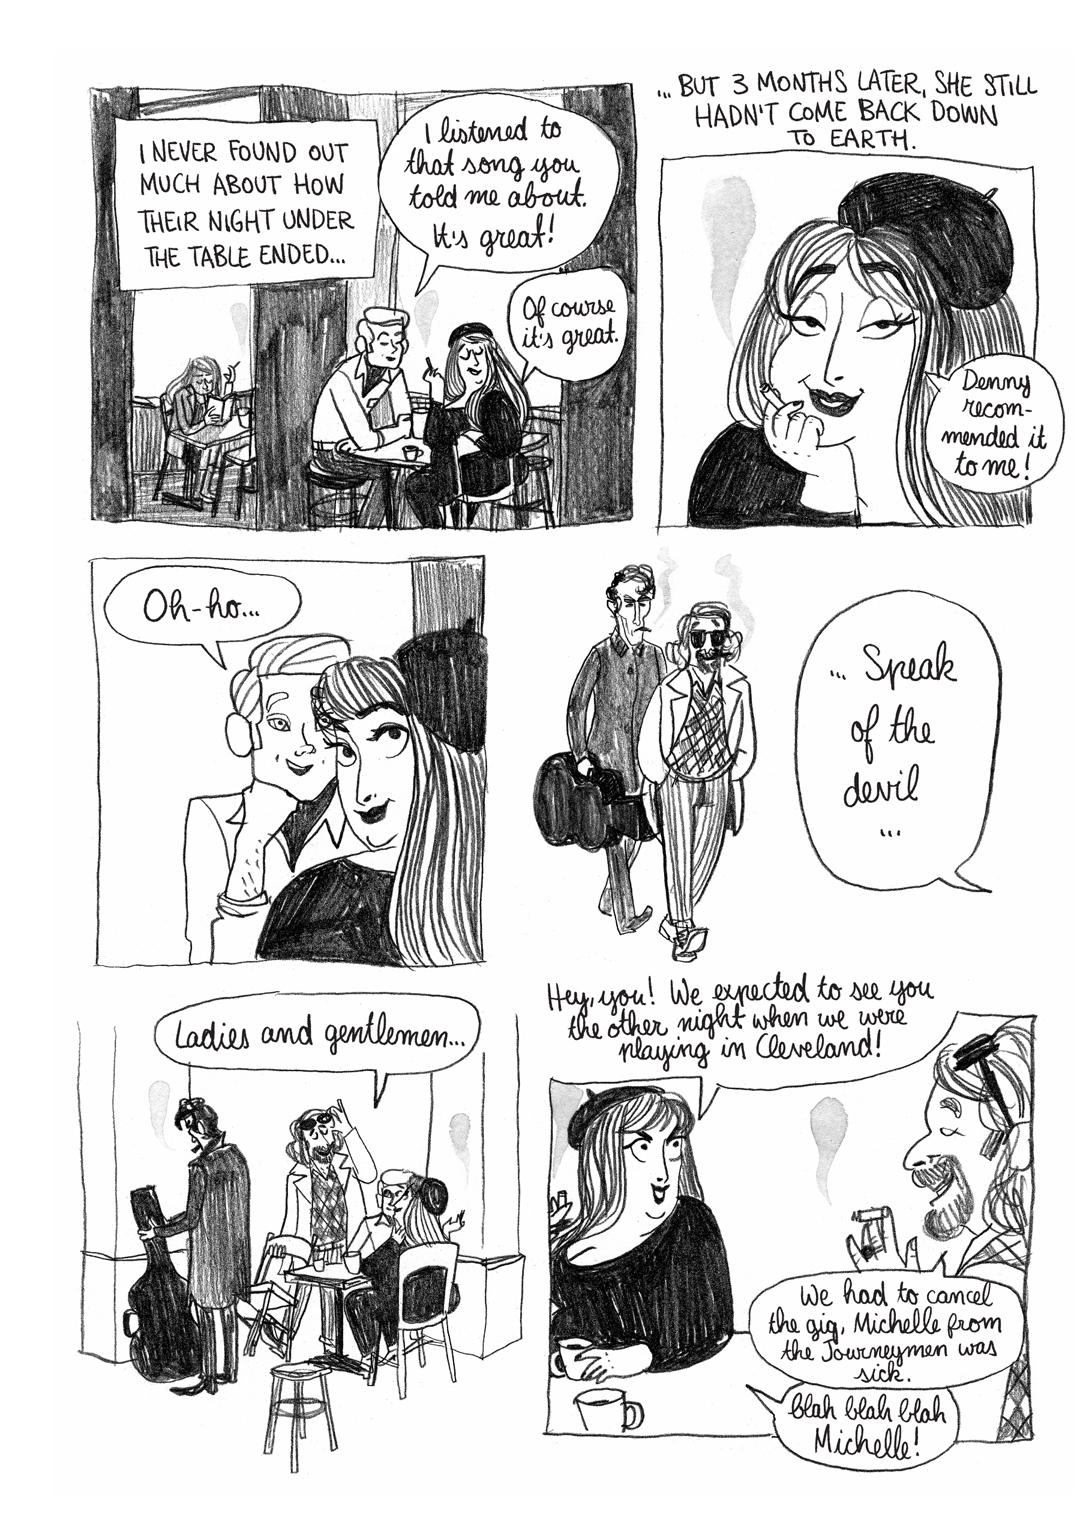 I NEVER FOUND OUT
MUCH ABOUT HOW
THEIR NIGHT UNDER
THE TABLE ENDED...
I listened to
that song you
told me about.
It's great!
Of course
it's great.
... BUT 3 MONTHS LATER, SHE STILL
HADN'T COME BACK DOWN
TO EARTH.
Denny
recom-
mended it
to me!
Oh-ho...
... Speak
of the
devil
...
Ladies and gentlemen...
Hey, you! We expected to see you
the other night when we were
playing in Cleveland!
We had to cancel
the gig, Michelle from
the Journeymen was
sick.
blah blah blah
Michelle!